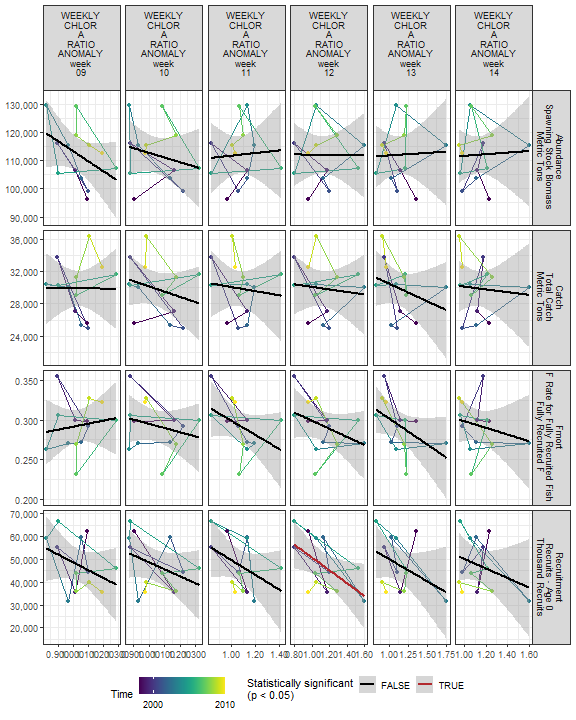 WEEKLY WEEKLY WEEKLY WEEKLY WEEKLY WEEKLY
CHLOR CHLOR CHLOR CHLOR CHLOR CHLOR
A A A A A A
RATIO RATIO RATIO RATIO RATIO RATIO
ANOMALY ANOMALY ANOMALY ANOMALY ANOMALY ANOMALY
week week week week week week
09 10 11 12 13 14
130,000
120,000
110,000
100,000
90,000
Abundance
Spawning Stock Biomass
Metric Tons
36,000
32,000
28,000
24,000
Catch
Total Catch
Metric Tons
0.350
0.300
0.250
0.200
Fmort
F Rate for Fully Recruited Fish
Fully Recruited F
70,000
60,000
50,000
40,000
30,000
20,000
Recruitment
Recruits - Age 0
Thousand Recruits
1.00 1.20 1.40
1.25 1.50 1.75
1.00 1.20 1.40 1.60
Time
2000 2010
Statistically significant
(p < 0.05)
FALSE TRUE